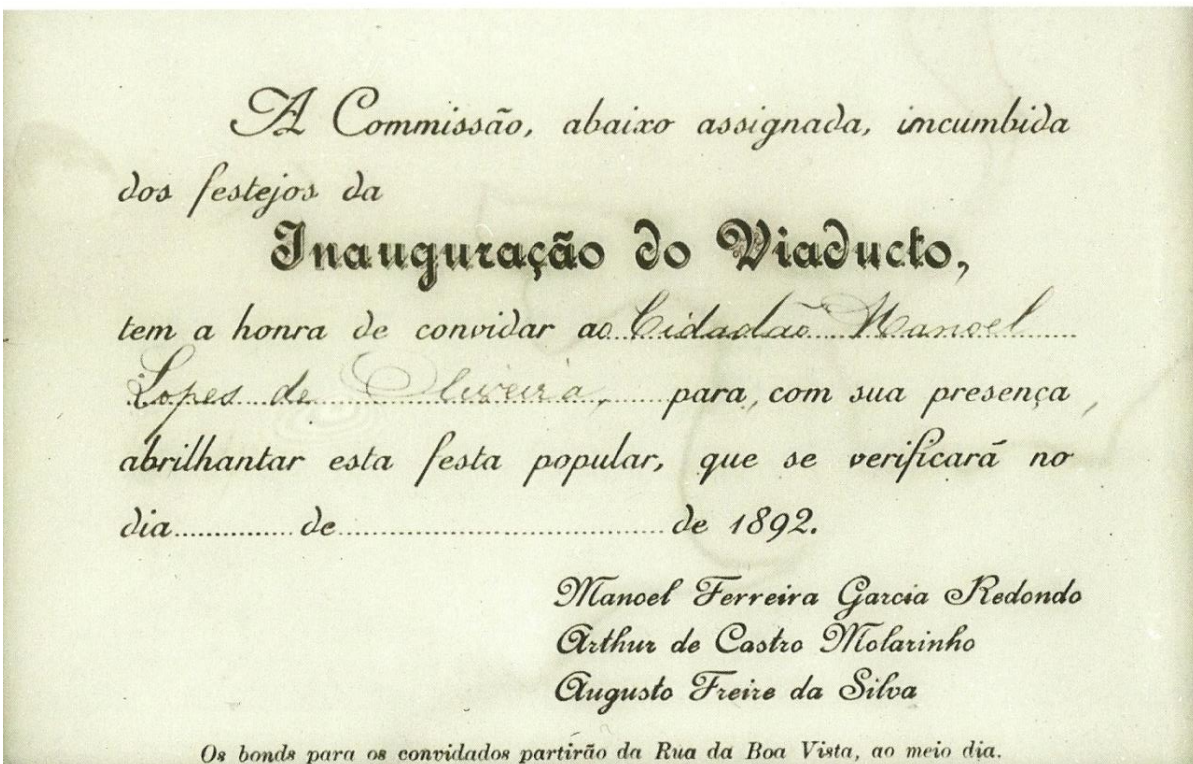 A Commissão, abaixo assignada, imcumbida
dos festejos da
Inauguração do Viaducto,
tem a honra de convidar ao Cidadão Manoel
Lopes de Oliveira, para, com sua presença,
abrilhantar esta festa popular, que se verificará no
dia.............. de.................................... de 1892.
Manoel Ferreira Garcia Redondo
Arthur de Castro Molarinho
Augusto Freire da Silva
Os bonds para os convidados partirão da Rua da Boa Vista, ao meio dia.